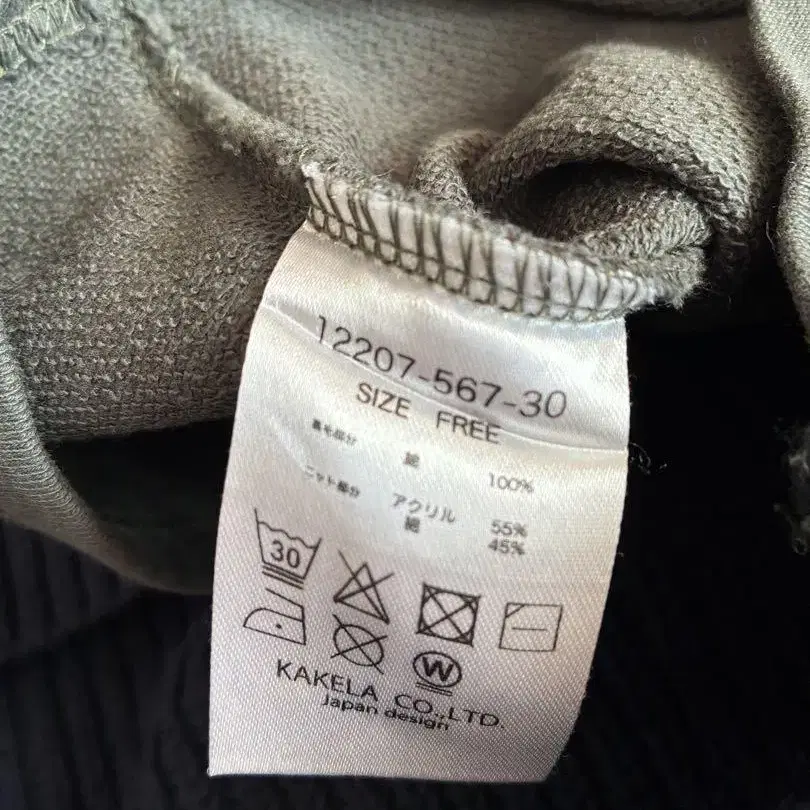 12207-567-30
SIZE FREE
裏毛部分 綿 100%
ニット部分 アクリル 55%
綿 45%
30
W
KAKELA CO.,LTD.
Japan design